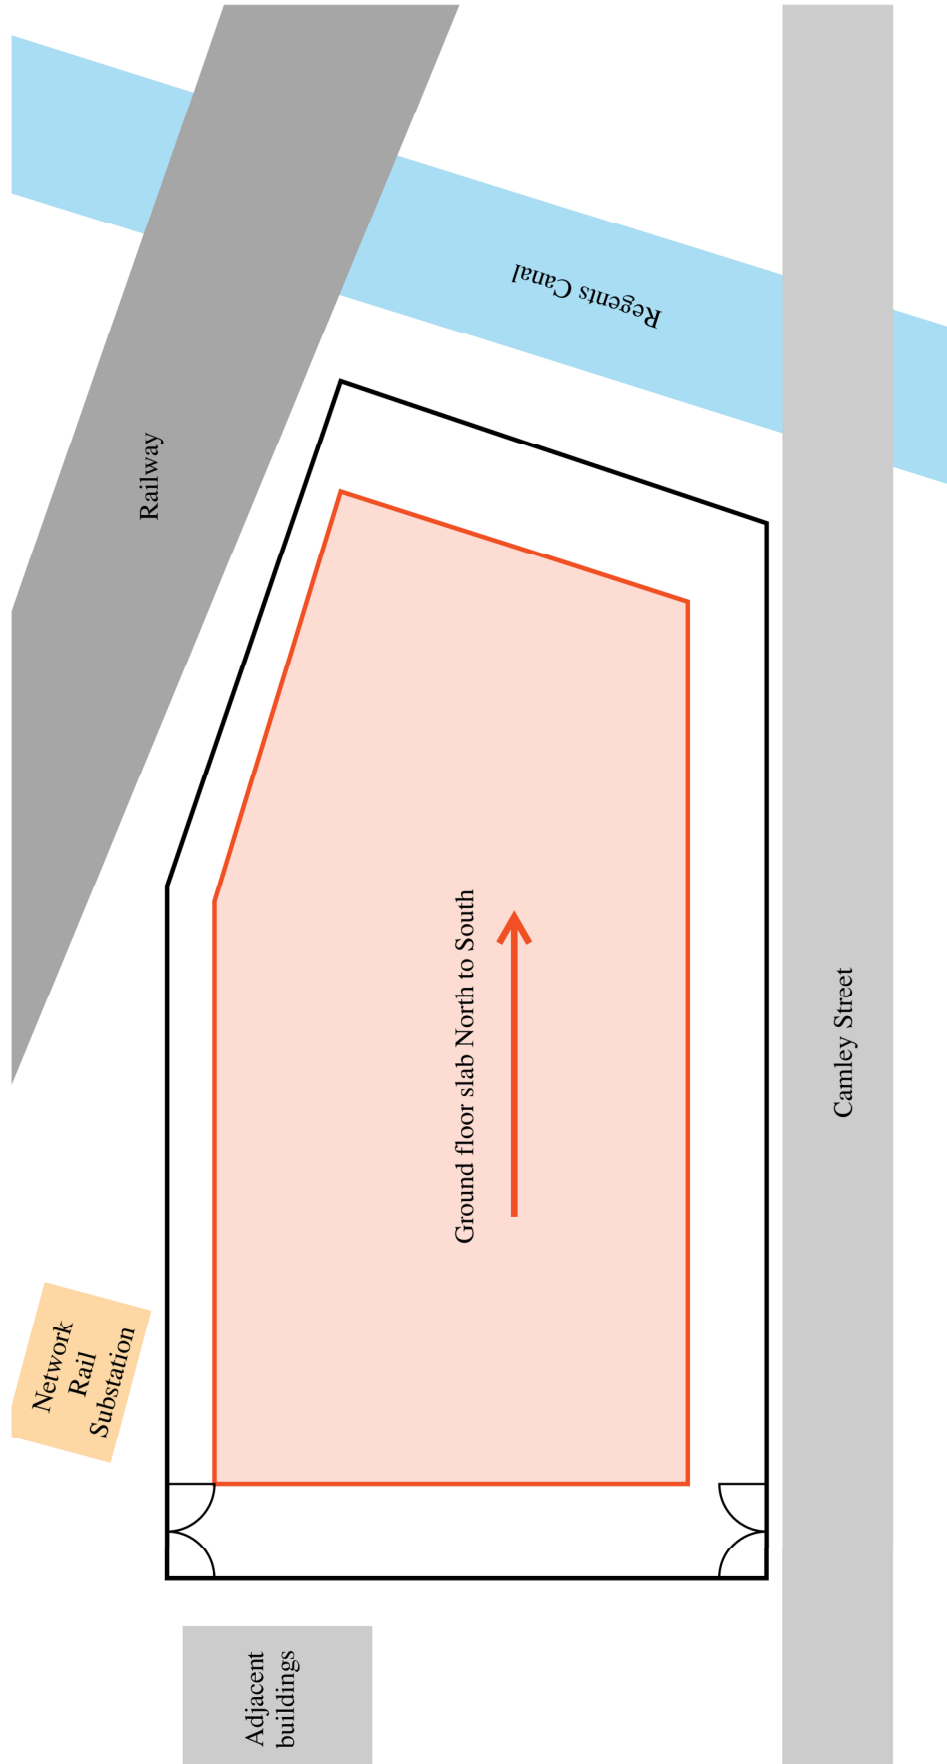 Regents Canal
Railway
Ground floor slab North to South
Camley Street
Network
Rail
Substation
Adjacent
buildings